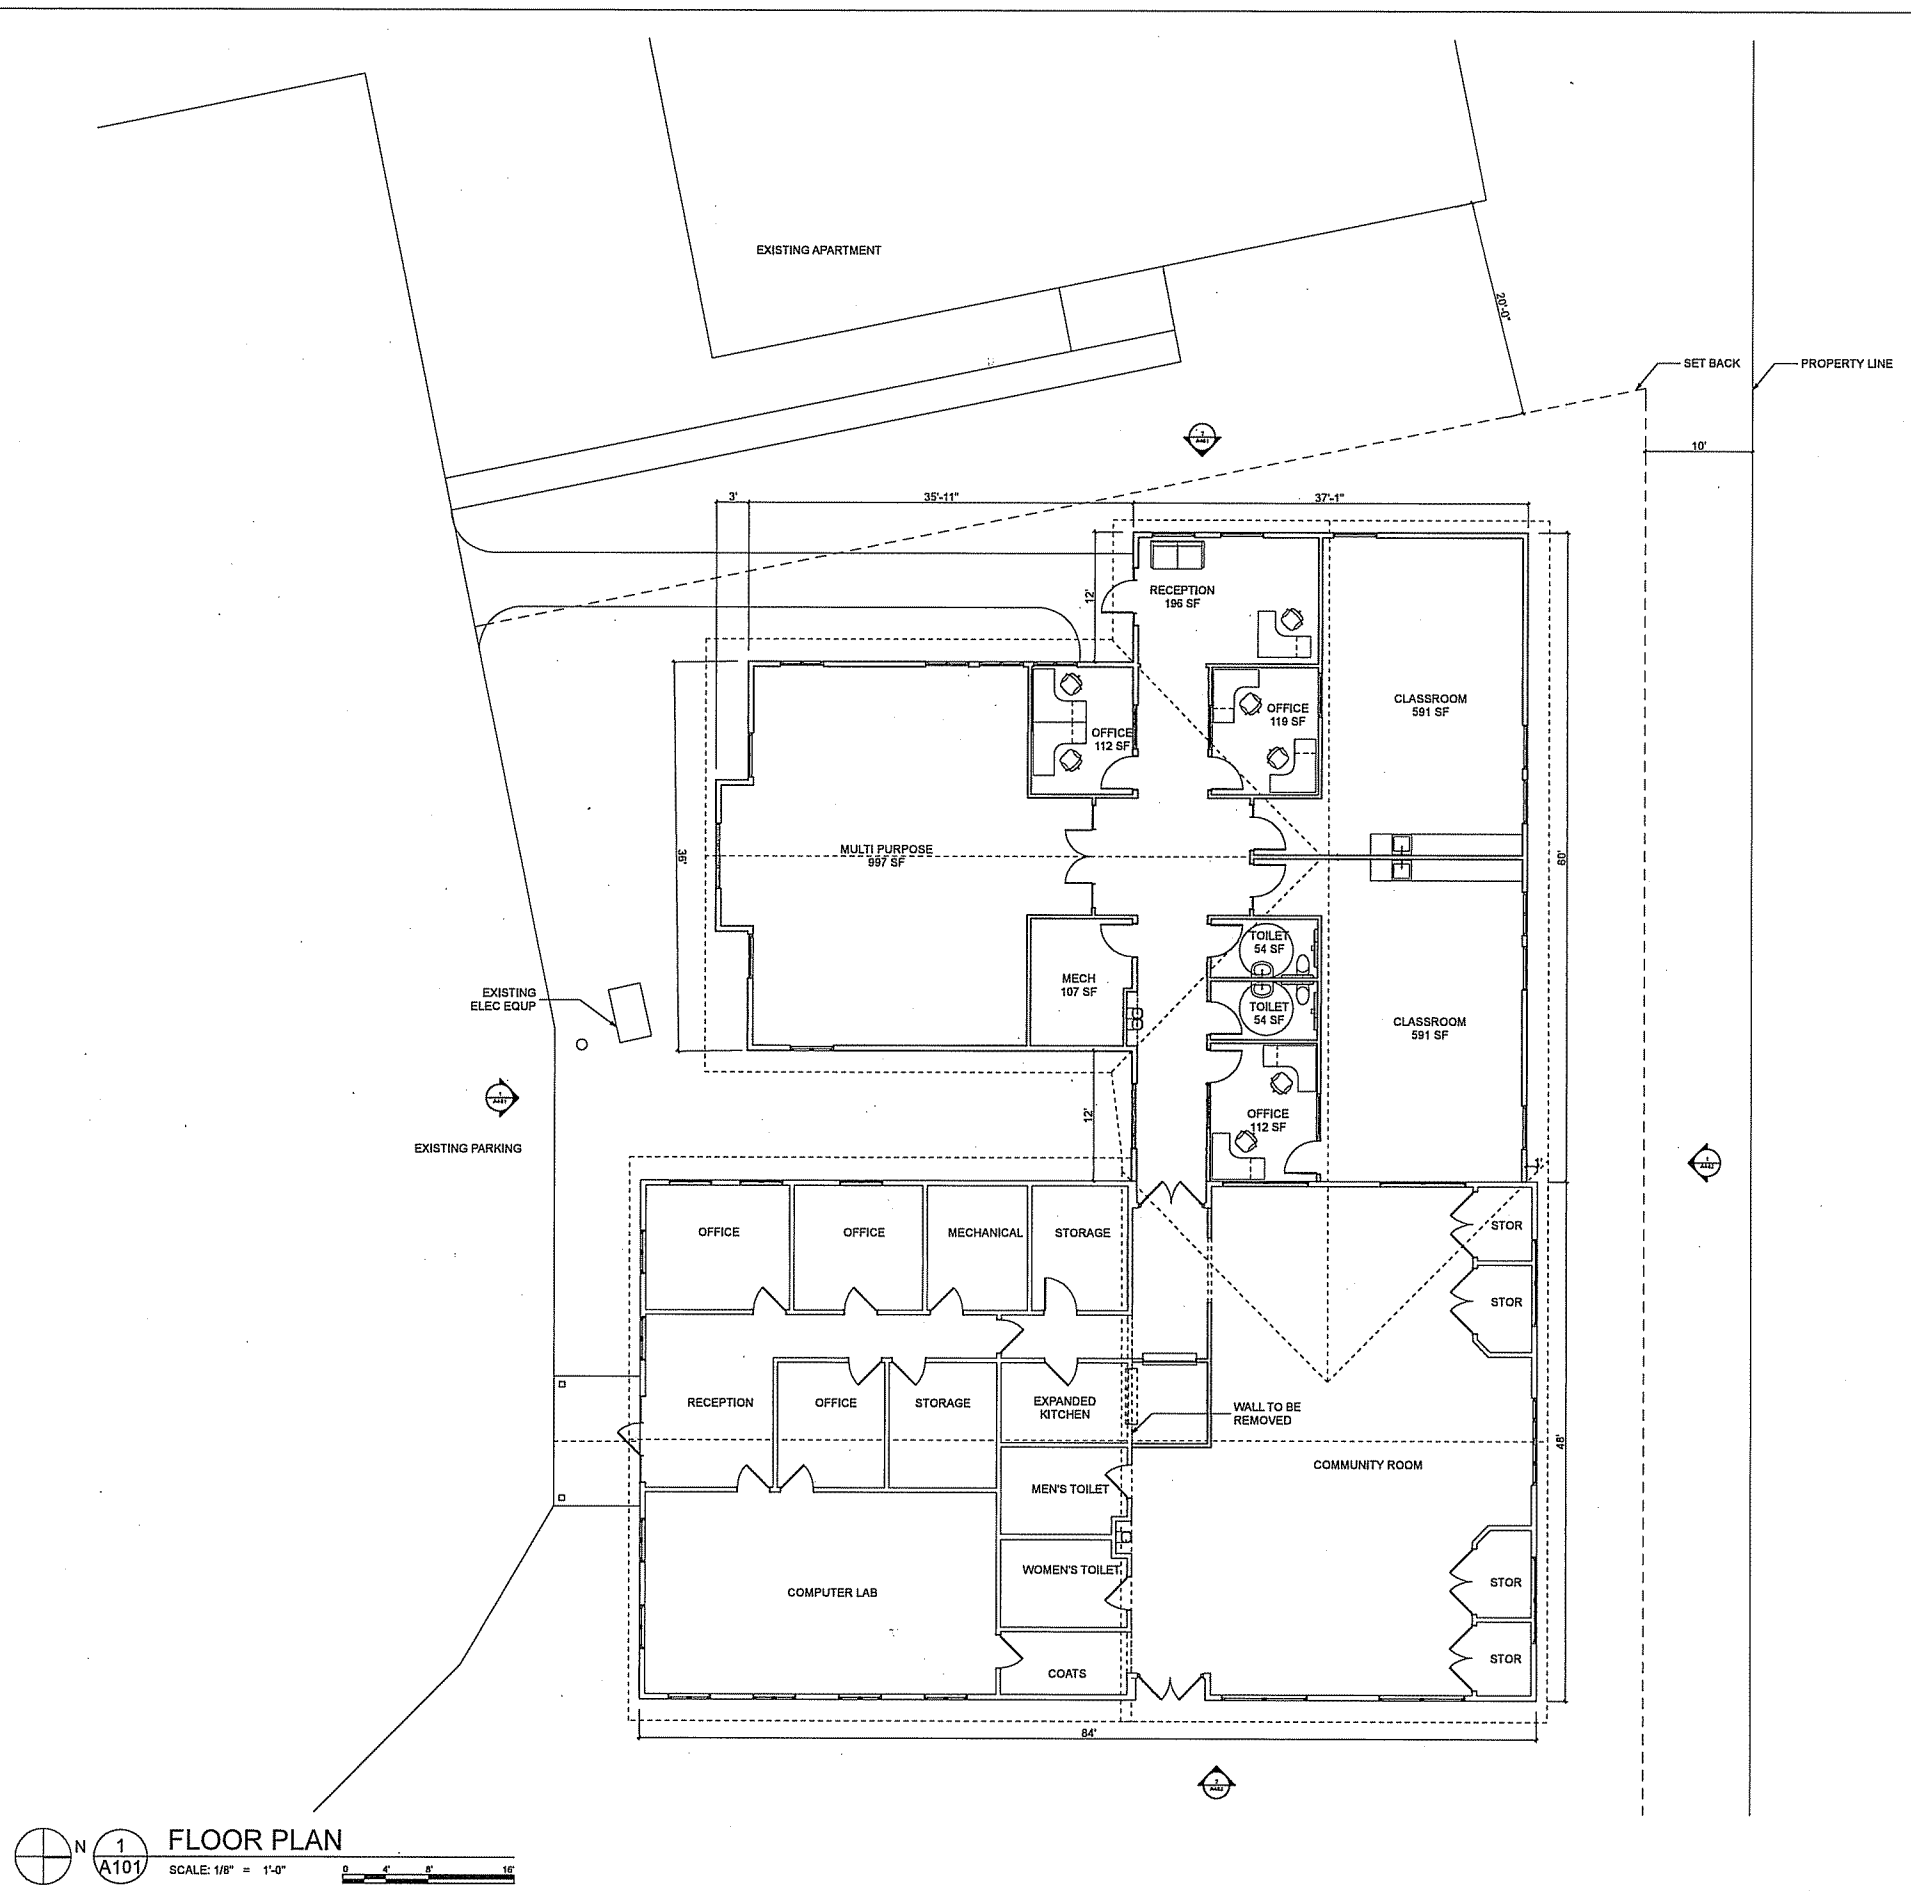 EXISTING APARTMENT
20'-0"
SET BACK
PROPERTY LINE
10'
3'
35'-11"
37'-1"
12'
RECEPTION
196 SF
CLASSROOM
591 SF
OFFICE
119 SF
OFFICE
112 SF
36'
MULTI PURPOSE
997 SF
60'
TOILET
54 SF
MECH
107 SF
TOILET
54 SF
CLASSROOM
591 SF
EXISTING
ELEC EQUP
EXISTING PARKING
12'
OFFICE
112 SF
OFFICE
OFFICE
MECHANICAL
STORAGE
STOR
STOR
RECEPTION
OFFICE
STORAGE
EXPANDED
KITCHEN
WALL TO BE
REMOVED
48'
COMMUNITY ROOM
MEN'S TOILET
WOMEN'S TOILET
COMPUTER LAB
STOR
STOR
COATS
84'
N
1
A101
FLOOR PLAN
SCALE: 1/8" = 1'-0"
0 4' 8' 16'